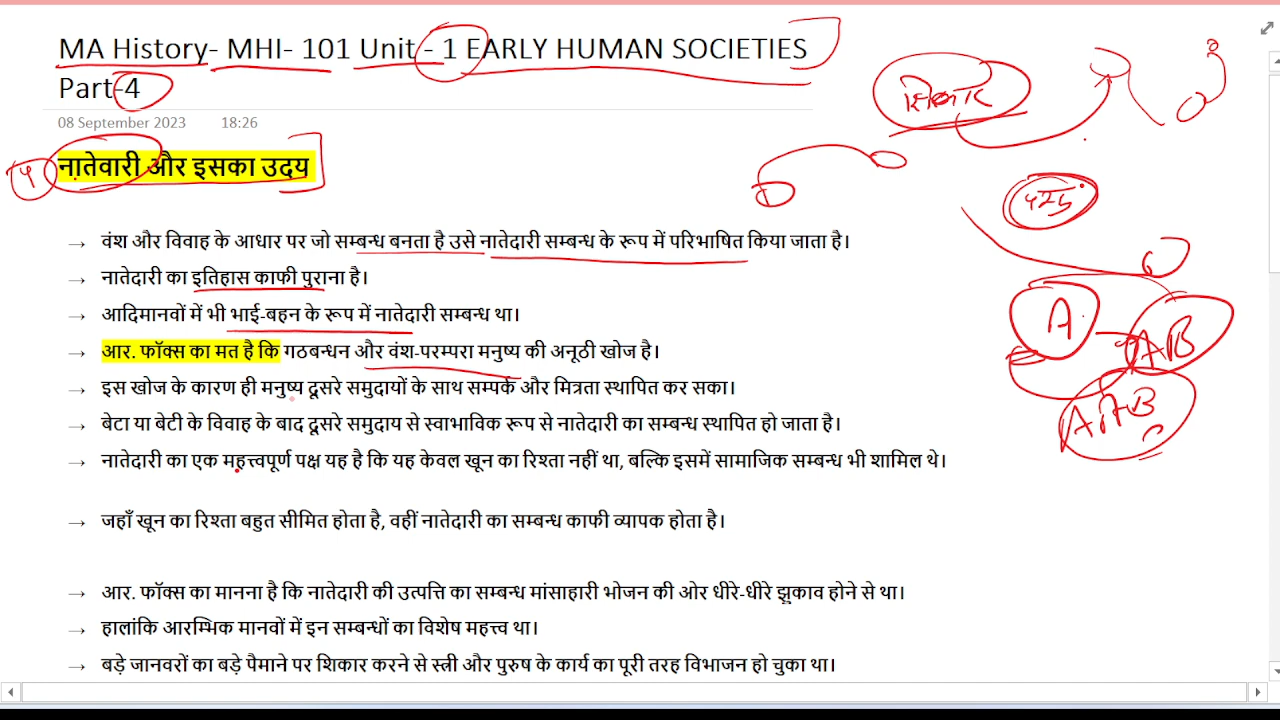 MA History- MHI- 101 Unit - 1 EARLY HUMAN SOCIETIES
Part-4
08 September 2023 18:26
नातेवारी और इसका उदय
→ वंश और विवाह के आधार पर जो सम्बन्ध बनता है उसे नातेदारी सम्बन्ध के रूप में परिभाषित किया जाता है।
→ नातेदारी का इतिहास काफी पुराना है।
→ आदिमानवों में भी भाई-बहन के रूप में नातेदारी सम्बन्ध था।
→ आर. फॉक्स का मत है कि गठबन्धन और वंश-परम्परा मनुष्य की अनूठी खोज है।
→ इस खोज के कारण ही मनुष्य दूसरे समुदायों के साथ सम्पर्क और मित्रता स्थापित कर सका।
→ बेटा या बेटी के विवाह के बाद दूसरे समुदाय से स्वाभाविक रूप से नातेदारी का सम्बन्ध स्थापित हो जाता है।
→ नातेदारी का एक महत्त्वपूर्ण पक्ष यह है कि यह केवल खून का रिश्ता नहीं था, बल्कि इसमें सामाजिक सम्बन्ध भी शामिल थे।
→ जहाँ खून का रिश्ता बहुत सीमित होता है, वहीं नातेदारी का सम्बन्ध काफी व्यापक होता है।
→ आर. फॉक्स का मानना है कि नातेदारी की उत्पत्ति का सम्बन्ध मांसाहारी भोजन की ओर धीरे-धीरे झुकाव होने से था।
→ हालांकि आरम्भिक मानवों में इन सम्बन्धों का विशेष महत्त्व था।
→ बड़े जानवरों का बड़े पैमाने पर शिकार करने से स्त्री और पुरुष के कार्य का पूरी तरह विभाजन हो चुका था।
शिकार
A
AB
AAB